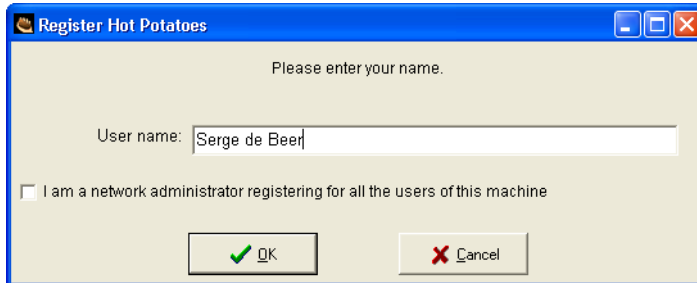 Register Hot Potatoes
Please enter your name.
User name: Serge de Beer
I am a network administrator registering for all the users of this machine
OK Cancel